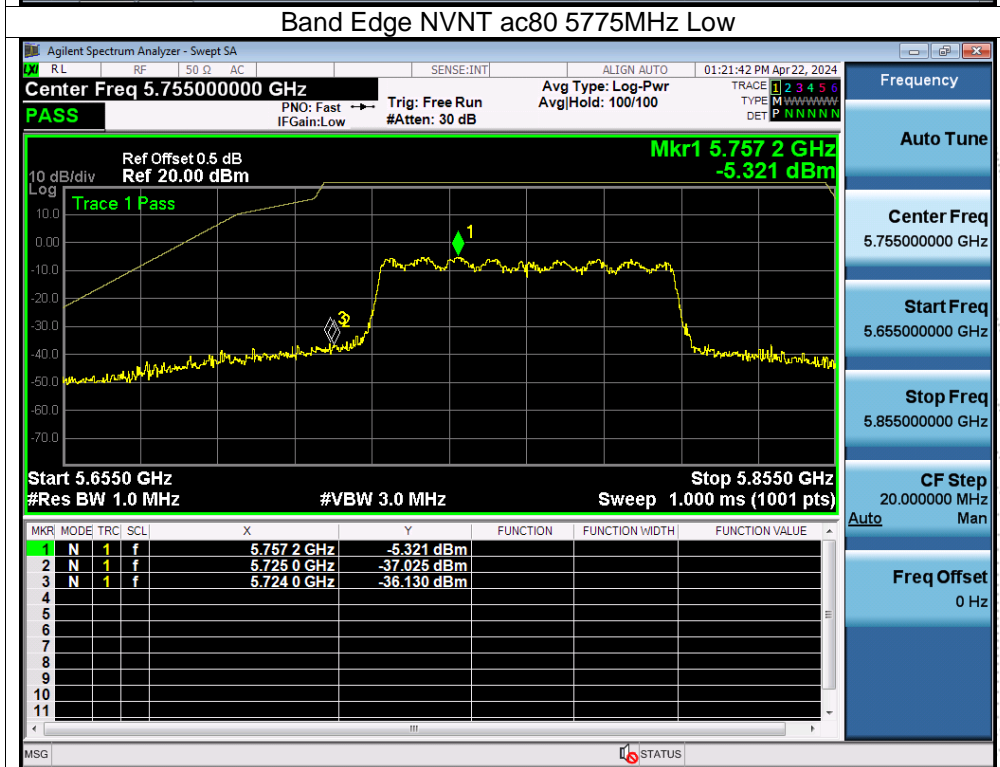 Band Edge NVNT ac80 5775MHz Low
Agilent Spectrum Analyzer - Swept SA
LXI RL RF 50 Ω AC SENSE:INT ALIGN AUTO 01:21:42 PM Apr 22, 2024
Center Freq 5.755000000 GHz
PNO: Fast
IFGain:Low
Trig: Free Run
#Atten: 30 dB
Avg Type: Log-Pwr
Avg|Hold: 100/100
TRACE 1 2 3 4 5 6
TYPE M WWWWW
DET P N N N N N
PASS
Ref Offset 0.5 dB
10 dB/div Ref 20.00 dBm
Log
Mkr1 5.757 2 GHz
-5.321 dBm
Trace 1 Pass
10.0
0.00
-10.0
-20.0
-30.0
-40.0
-50.0
-60.0
-70.0
1
3 2
Start 5.6550 GHz Stop 5.8550 GHz
#Res BW 1.0 MHz #VBW 3.0 MHz Sweep 1.000 ms (1001 pts)
MKR MODE TRC SCL X Y FUNCTION FUNCTION WIDTH FUNCTION VALUE
1 N 1 f 5.757 2 GHz -5.321 dBm
2 N 1 f 5.725 0 GHz -37.025 dBm
3 N 1 f 5.724 0 GHz -36.130 dBm
4
5
6
7
8
9
10
11
MSG STATUS
Frequency
Auto Tune
Center Freq
5.755000000 GHz
Start Freq
5.655000000 GHz
Stop Freq
5.855000000 GHz
CF Step
20.000000 MHz
Auto Man
Freq Offset
0 Hz